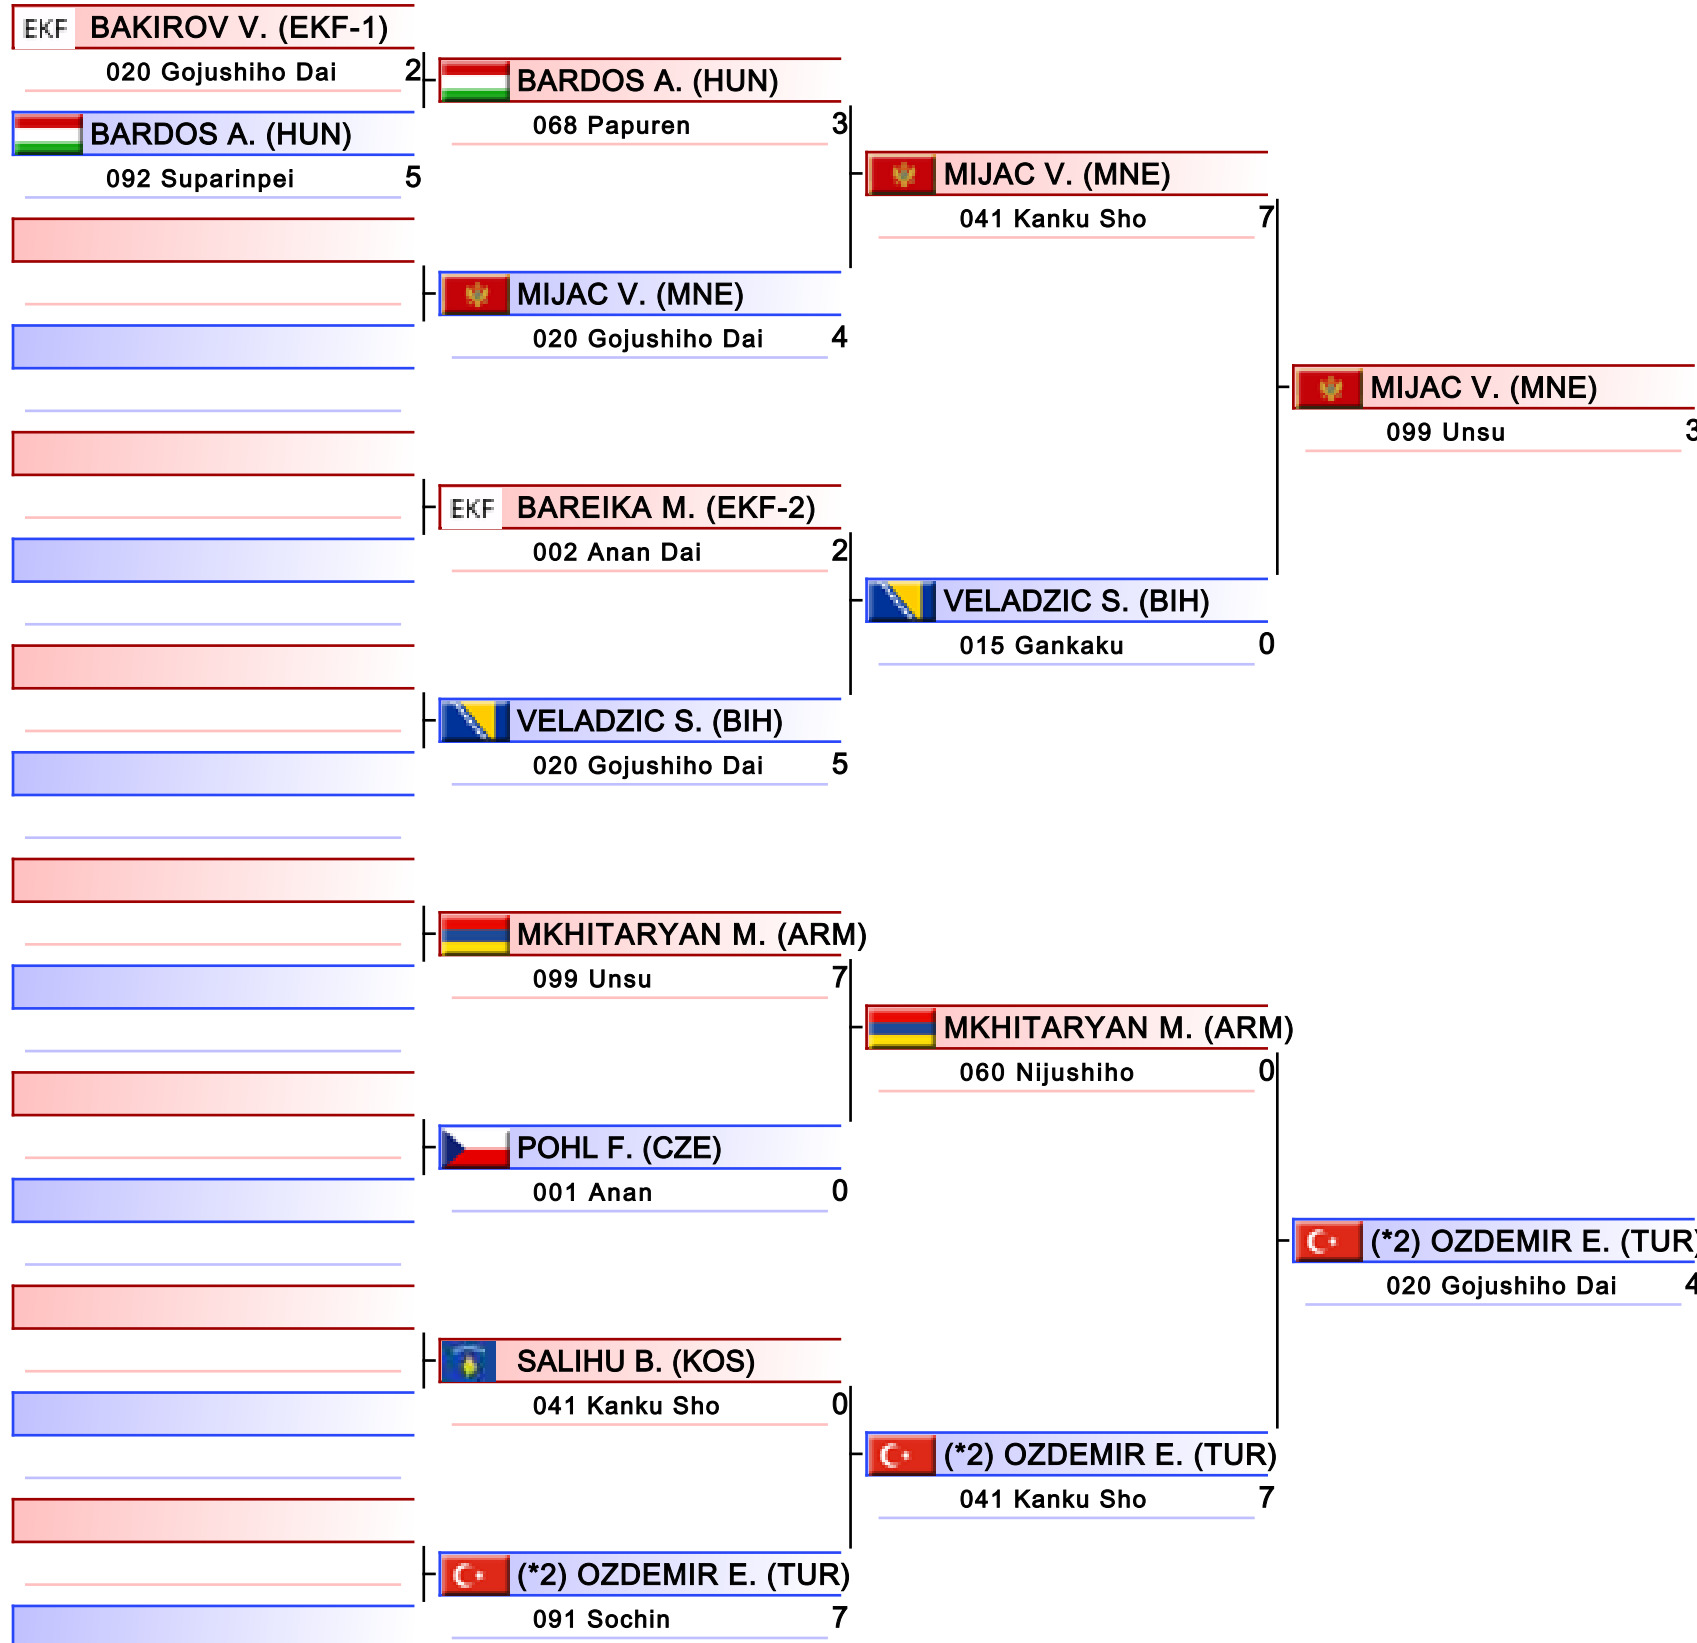 EKF BAKIROV V. (EKF-1)
020 Gojushiho Dai 2
BARDOS A. (HUN)
092 Suparinpei 5
BARDOS A. (HUN)
068 Papuren 3
MIJAC V. (MNE)
020 Gojushiho Dai 4
EKF BAREIKA M. (EKF-2)
002 Anan Dai 2
VELADZIC S. (BIH)
020 Gojushiho Dai 5
MKHITARYAN M. (ARM)
099 Unsu 7
POHL F. (CZE)
001 Anan 0
SALIHU B. (KOS)
041 Kanku Sho 0
(*2) OZDEMIR E. (TUR)
091 Sochin 7
MIJAC V. (MNE)
041 Kanku Sho 7
VELADZIC S. (BIH)
015 Gankaku 0
MKHITARYAN M. (ARM)
060 Nijushiho 0
(*2) OZDEMIR E. (TUR)
041 Kanku Sho 7
MIJAC V. (MNE)
099 Unsu 3
(*2) OZDEMIR E. (TUR)
020 Gojushiho Dai 4